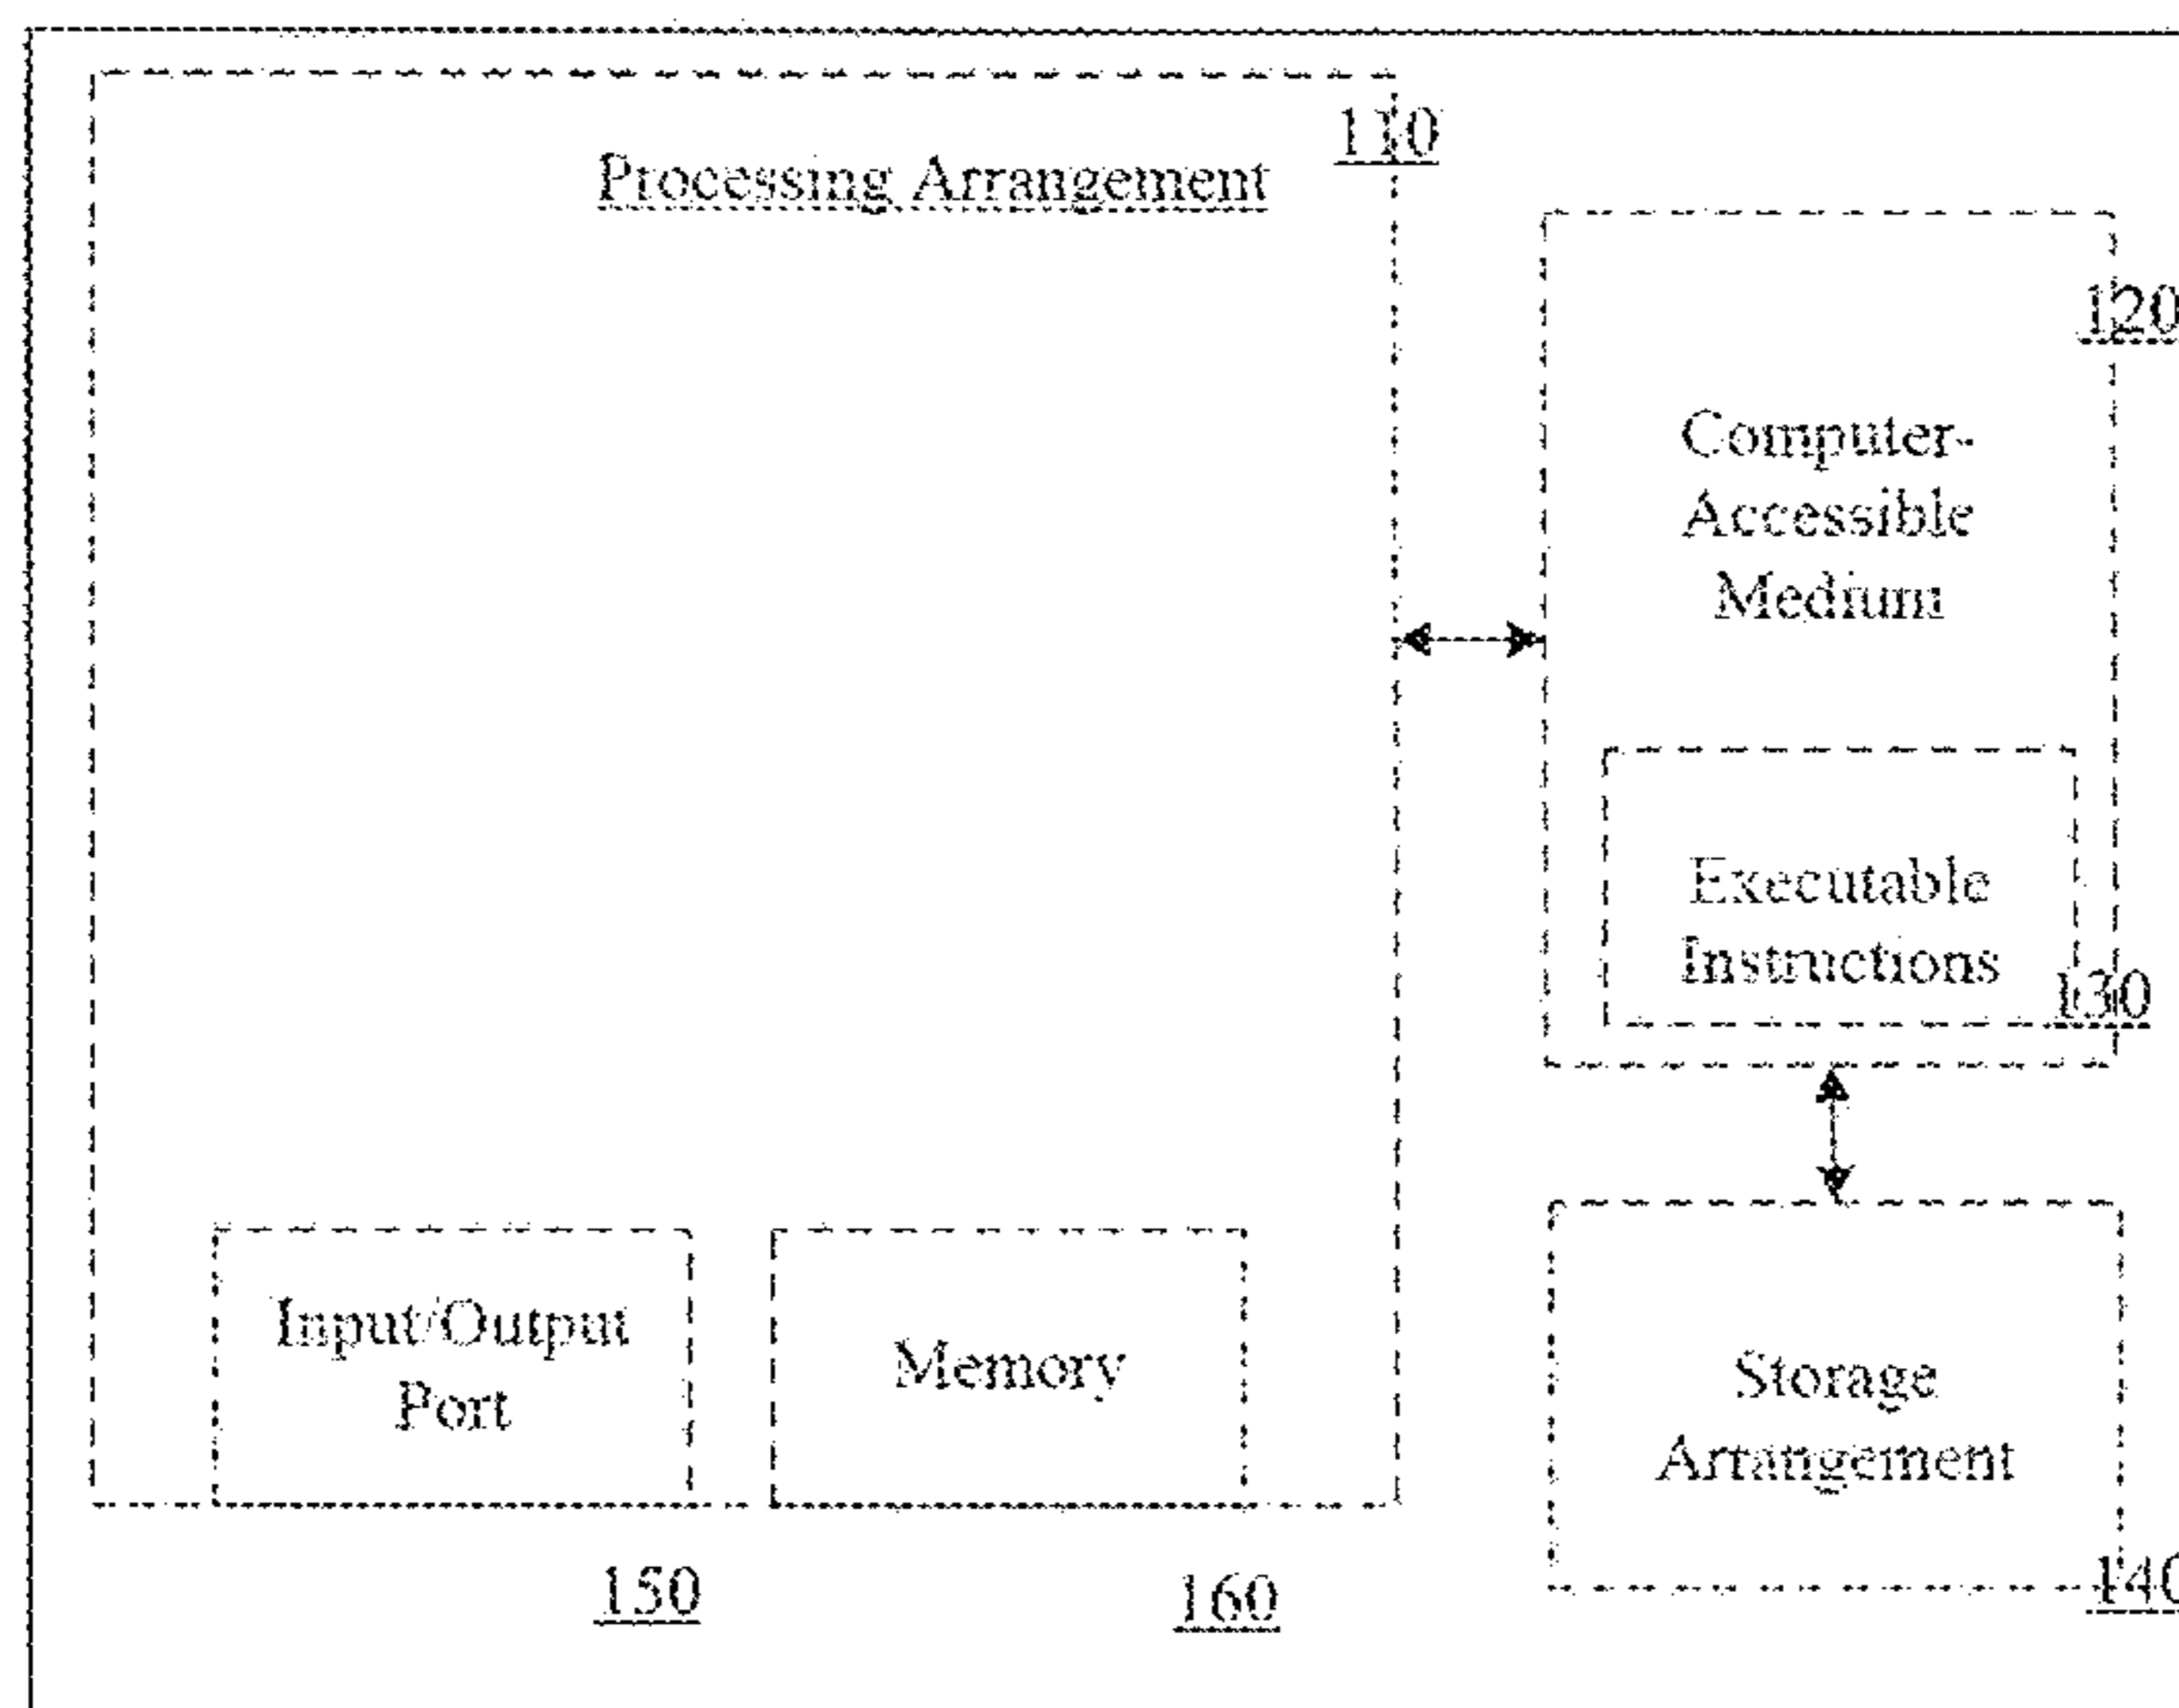 110
Processing Arrangement
120
Computer-
Accessible
Medium
Executable
Instructions
130
Input/Output
Port
Memory
Storage
Arrangement
140
150
160